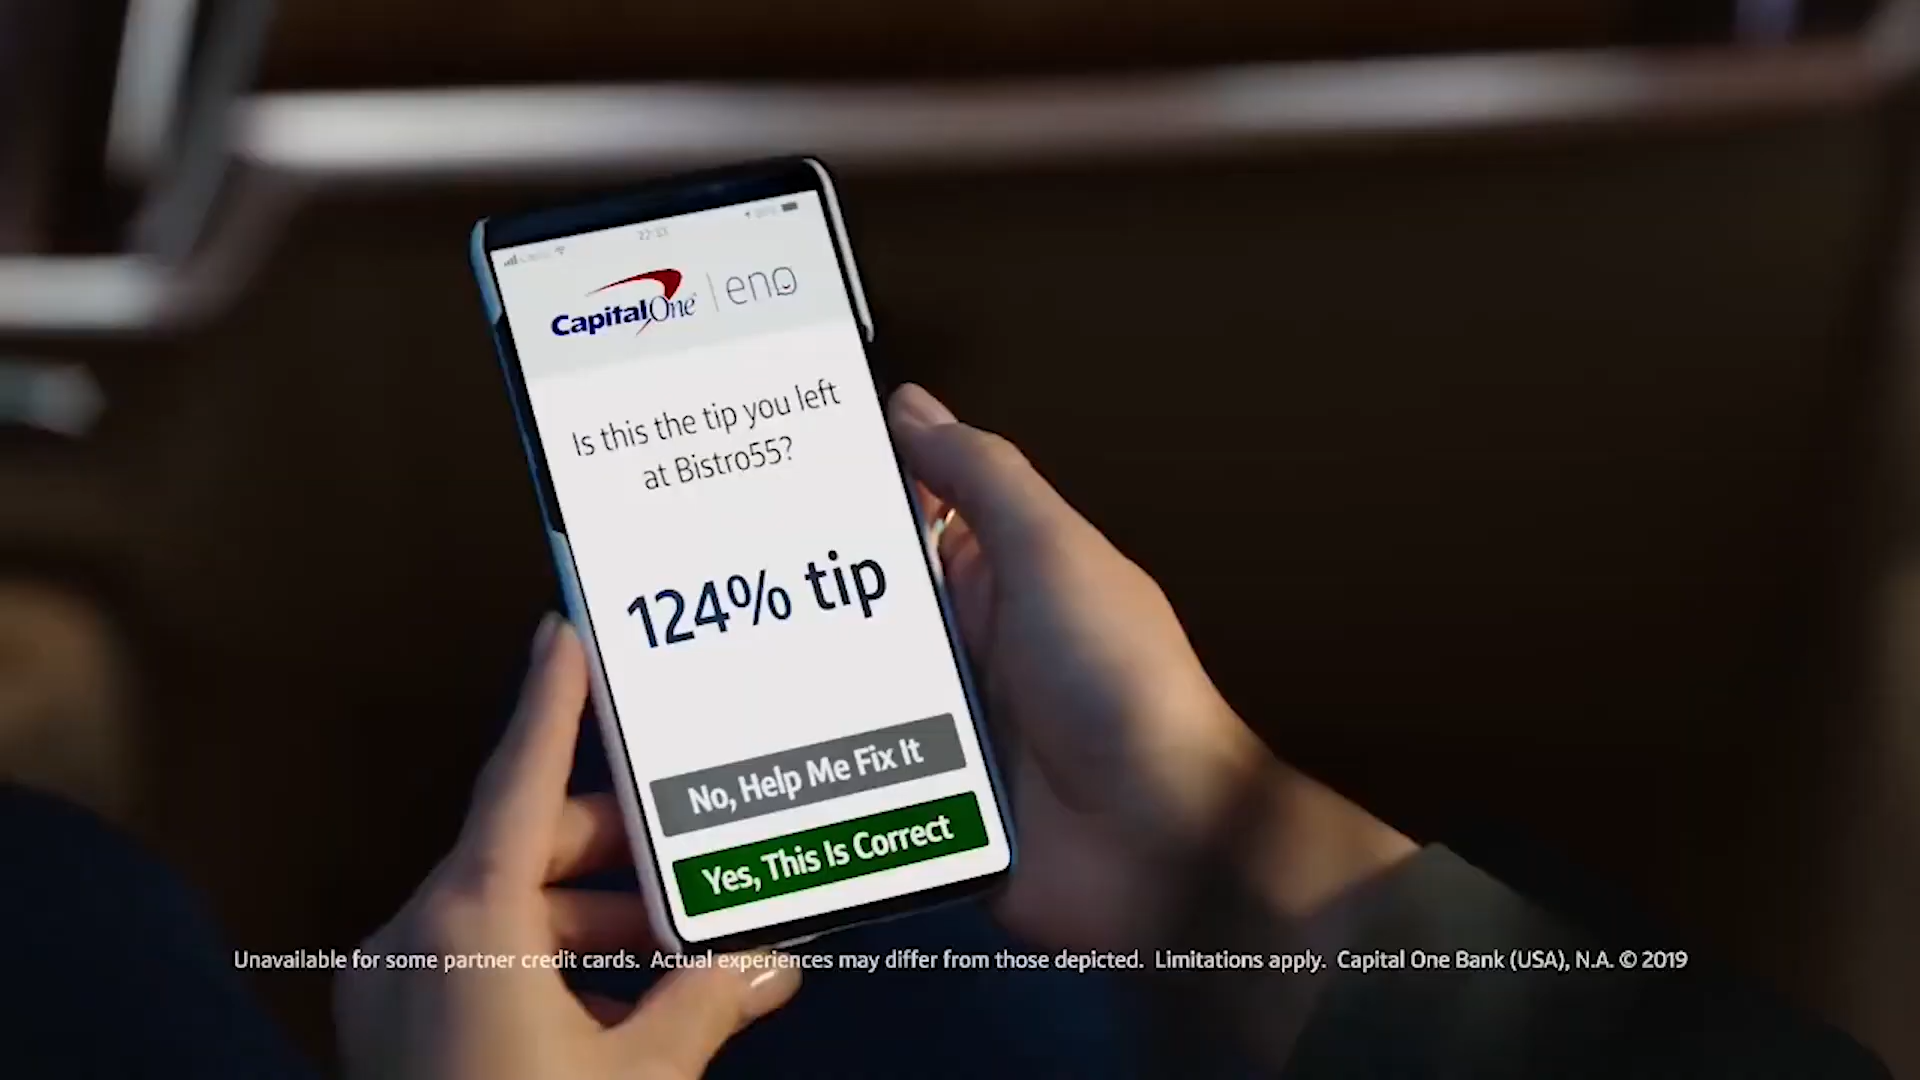 CapitalOne | eno
Is this the tip you left
at Bistro55?
124% tip
No, Help Me Fix It
Yes, This Is Correct
Unavailable for some partner credit cards. Actual experiences may differ from those depicted. Limitations apply. Capital One Bank (USA), N.A. © 2019